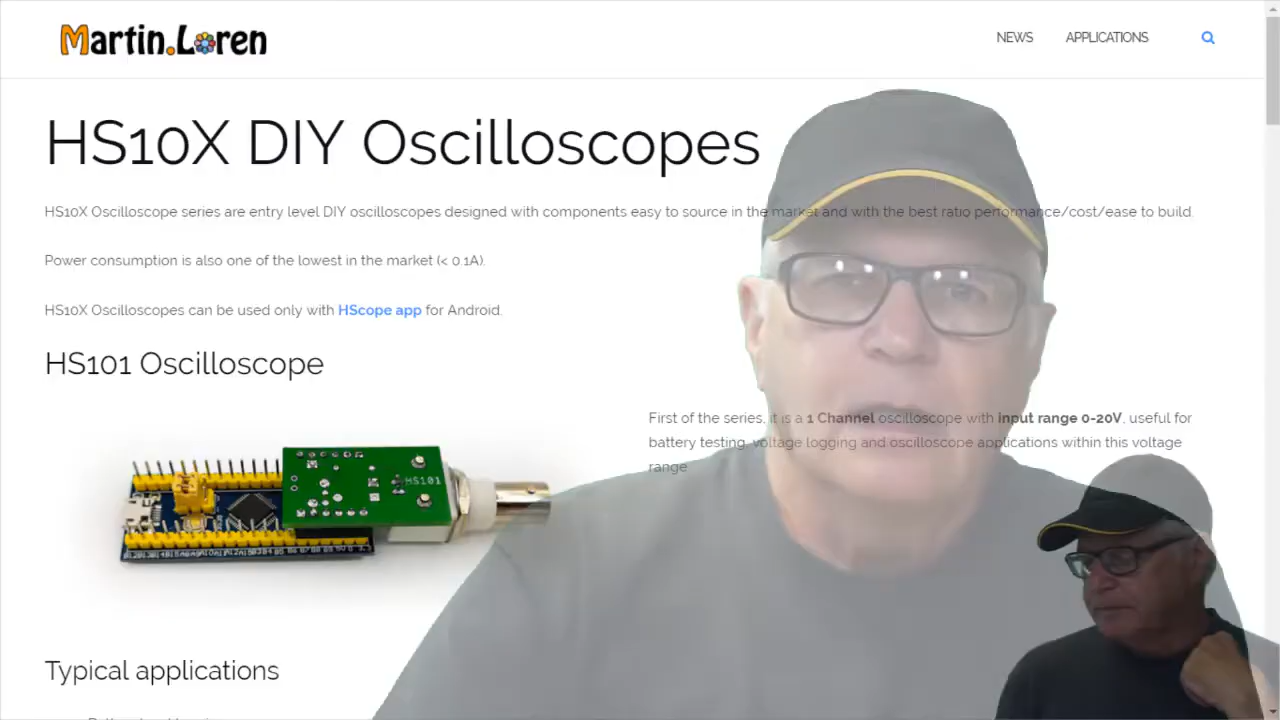 Martin.Loren
NEWS
APPLICATIONS
HS10X DIY Oscilloscopes
HS10X Oscilloscope series are entry level DIY oscilloscopes designed with components easy to source in the market and with the best ratio performance/cost/ease to build.
Power consumption is also one of the lowest in the market (< 0.1A).
HS10X Oscilloscopes can be used only with HScope app for Android.
HS101 Oscilloscope
First of the series, it is a 1 Channel oscilloscope with input range 0-20V, useful for
battery testing, voltage logging and oscilloscope applications within this voltage
range
HS101
Typical applications